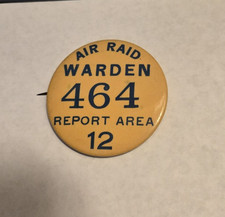 AIR RAID
WARDEN
464
REPORT AREA
12